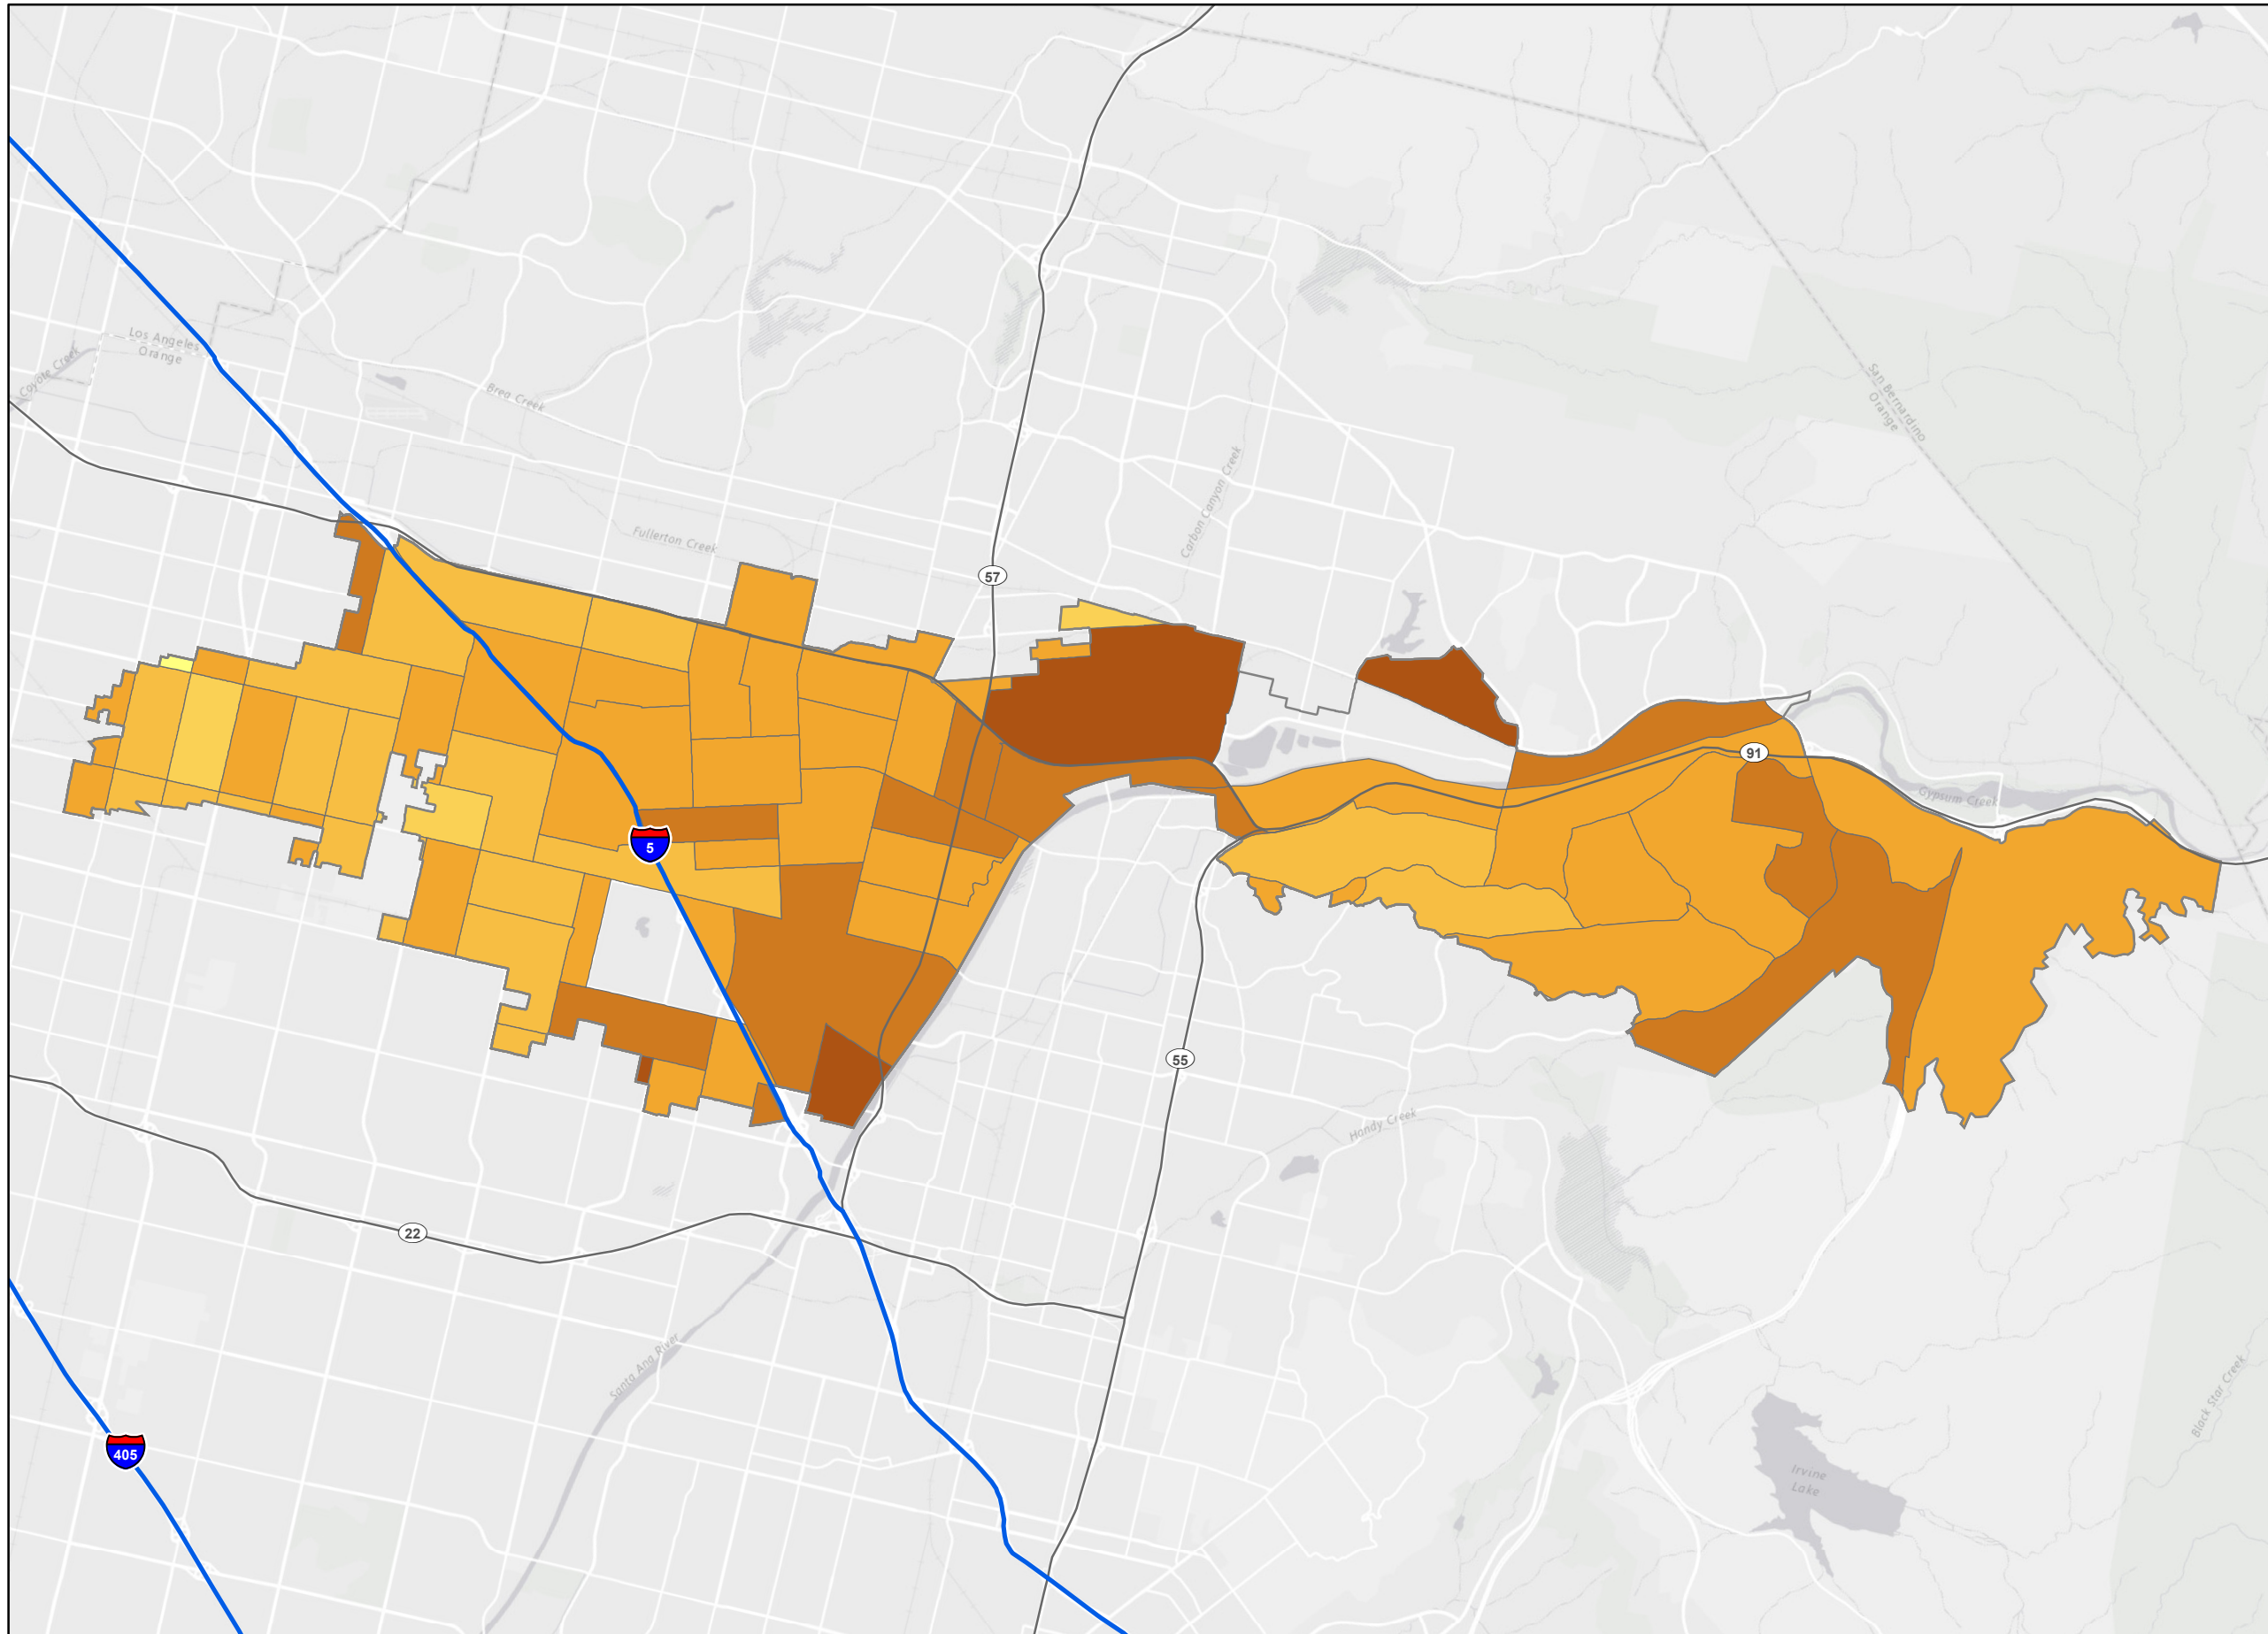 Los Angeles
Orange
Coyote Creek
Brea Creek
San Bernardino
Orange
Carbon Canyon Creek
Fullerton Creek
57
91
Gypsum Creek
5
55
Handy Creek
22
Santa Ana River
Black Star Creek
405
Irvine
Lake